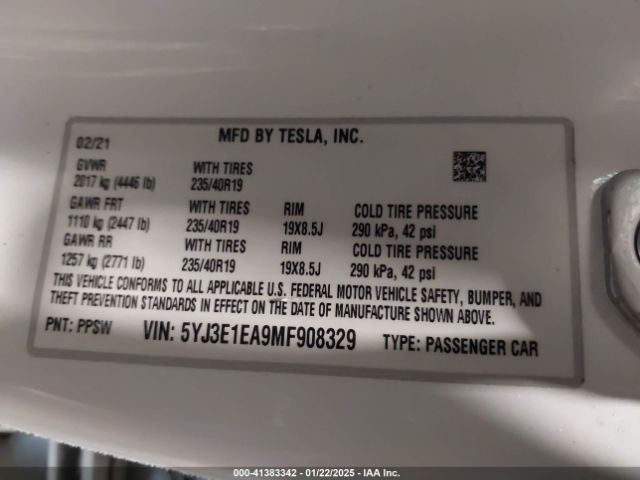 02/21 MFD BY TESLA, INC.
GVWR WITH TIRES
2017 kg (4446 lb) 235/40R19
GAWR FRT WITH TIRES RIM COLD TIRE PRESSURE
1110 kg (2447 lb) 235/40R19 19X8.5J 290 kPa, 42 psi
GAWR RR WITH TIRES RIM COLD TIRE PRESSURE
1257 kg (2771 lb) 235/40R19 19X8.5J 290 kPa, 42 psi
THIS VEHICLE CONFORMS TO ALL APPLICABLE U.S. FEDERAL MOTOR VEHICLE SAFETY, BUMPER, AND
THEFT PREVENTION STANDARDS IN EFFECT ON THE DATE OF MANUFACTURE SHOWN ABOVE.
PNT: PPSW VIN: 5YJ3E1EA9MF908329 TYPE: PASSENGER CAR
000-41383342 - 01/22/2025 - IAA Inc.